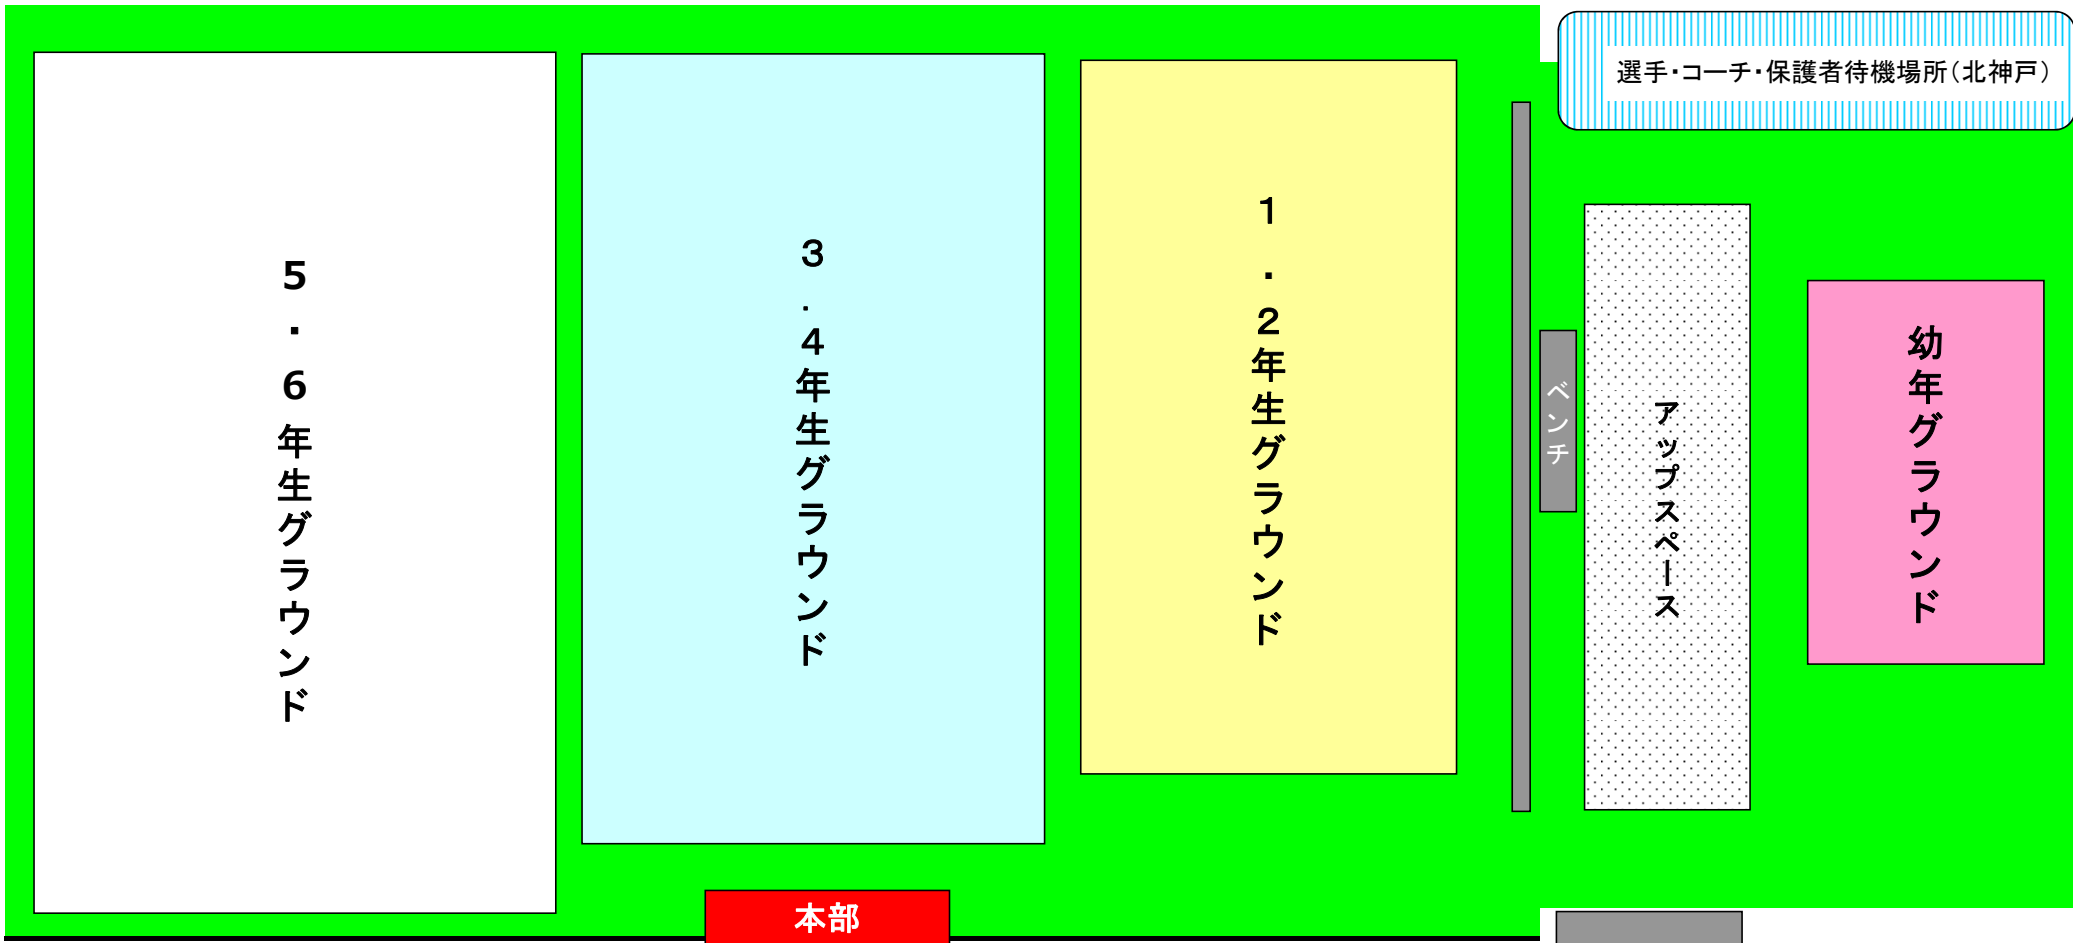 選手・コーチ・保護者待機場所(北神戸)
5・6年生グラウンド
3.4年生グラウンド
1・2年生グラウンド
ベンチ
アップスペース
幼年グラウンド
本部